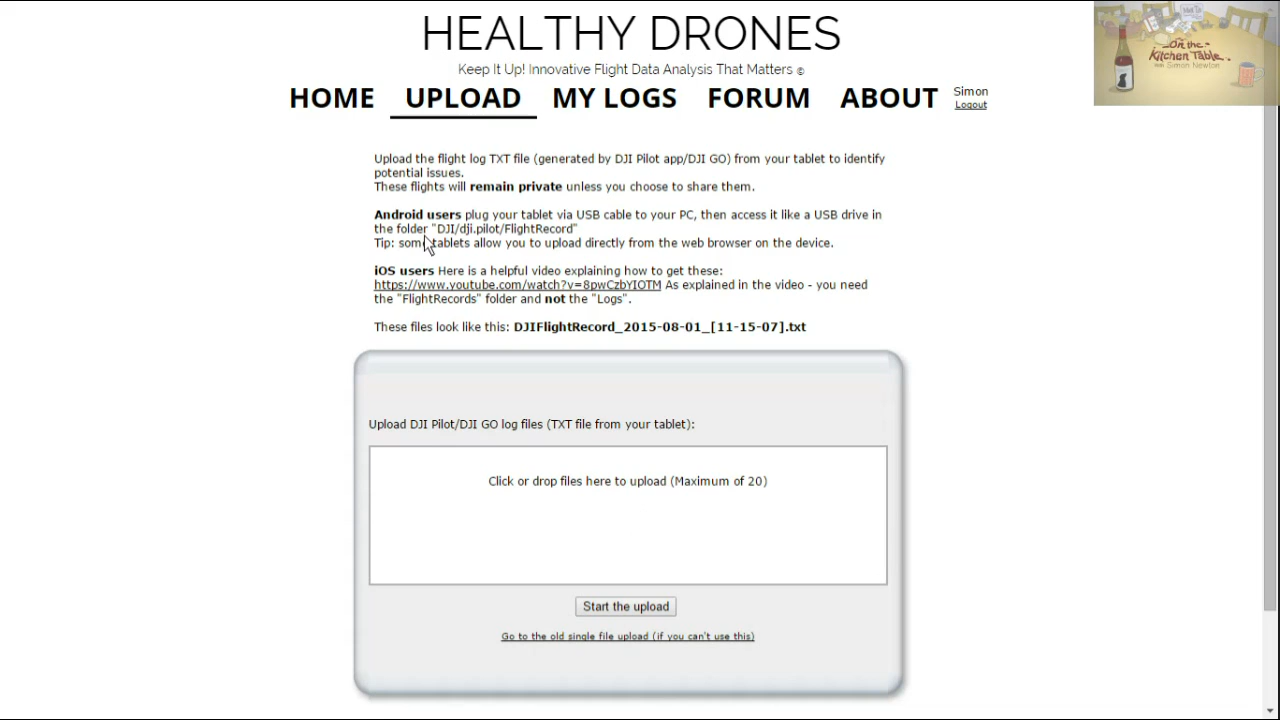 HEALTHY DRONES
Keep It Up! Innovative Flight Data Analysis That Matters ©
HOME UPLOAD MY LOGS FORUM ABOUT Simon
Logout
On the
Kitchen Table
with Simon Newton
Upload the flight log TXT file (generated by DJI Pilot app/DJI GO) from your tablet to identify
potential issues.
These flights will remain private unless you choose to share them.
Android users plug your tablet via USB cable to your PC, then access it like a USB drive in
the folder "DJI/dji.pilot/FlightRecord"
Tip: some tablets allow you to upload directly from the web browser on the device.
iOS users Here is a helpful video explaining how to get these:
https://www.youtube.com/watch?v=8pwCzbYIOTM As explained in the video - you need
the "FlightRecords" folder and not the "Logs".
These files look like this: DJIFlightRecord_2015-08-01_[11-15-07].txt
Upload DJI Pilot/DJI GO log files (TXT file from your tablet):
Click or drop files here to upload (Maximum of 20)
Start the upload
Go to the old single file upload (if you can't use this)